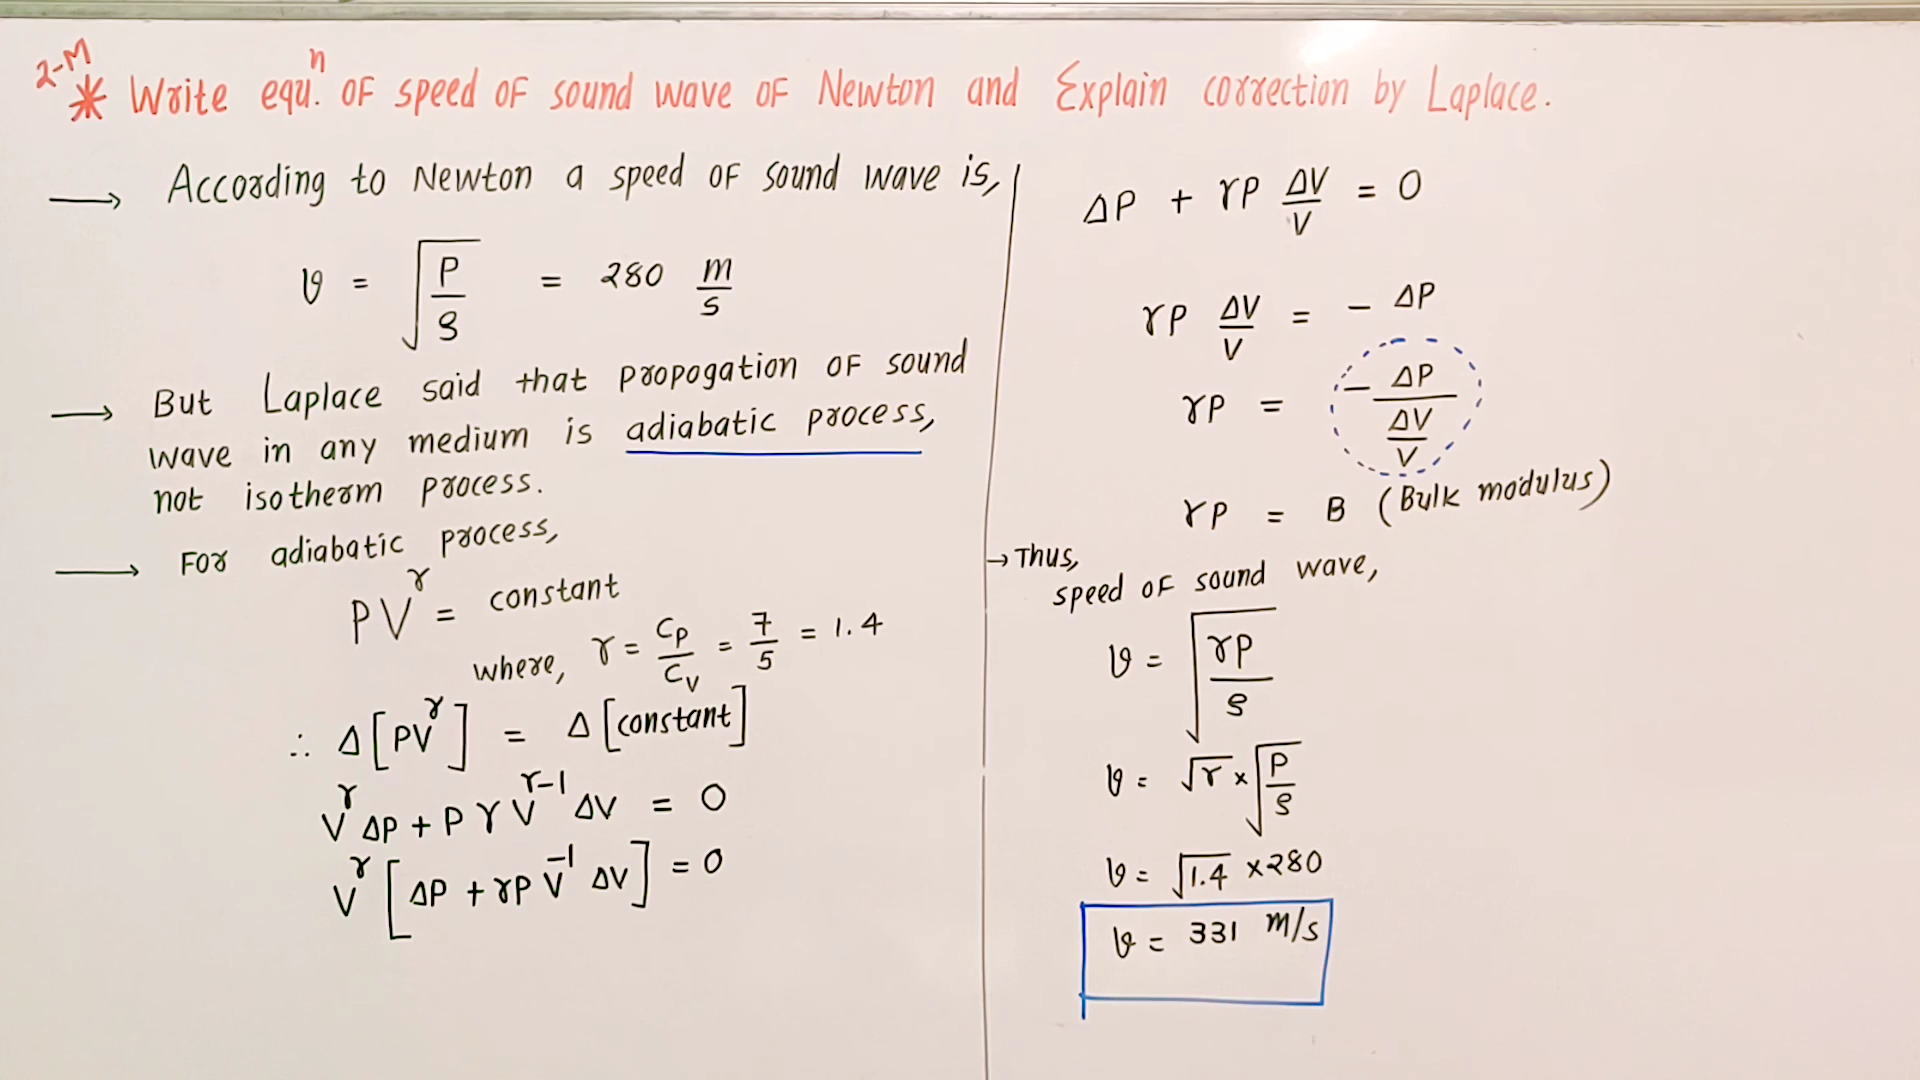 2-M
* Write equⁿ. OF speed OF sound wave OF Newton and Explain correction by Laplace.
→ According to Newton a speed OF sound wave is,
v = √(P/ρ) = 280 m/s
→ But Laplace said that propogation OF sound
wave in any medium is adiabatic process,
not isotherm process.
→ For adiabatic process,
PV^γ = constant
where, γ = Cp/Cv = 7/5 = 1.4
∴ Δ[PV^γ] = Δ[constant]
V^γ ΔP + P γ V^(γ-1) ΔV = 0
V^γ [ΔP + γP V^(-1) ΔV] = 0
ΔP + γP ΔV/V = 0
γP ΔV/V = - ΔP
γP = - ΔP/(ΔV/V)
γP = B (Bulk modulus)
→ Thus,
speed OF sound wave,
v = √(γP/ρ)
v = √γ × √(P/ρ)
v = √1.4 × 280
v = 331 m/s